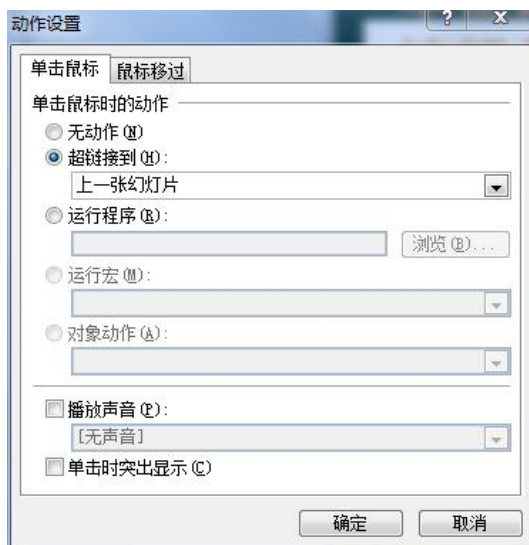 动作设置
单击鼠标 鼠标移过
单击鼠标时的动作
无动作(N)
超链接到(H):
上一张幻灯片
运行程序(R):
浏览(B)...
运行宏(M):
对象动作(A):
播放声音(P):
[无声音]
单击时突出显示(C)
确定 取消